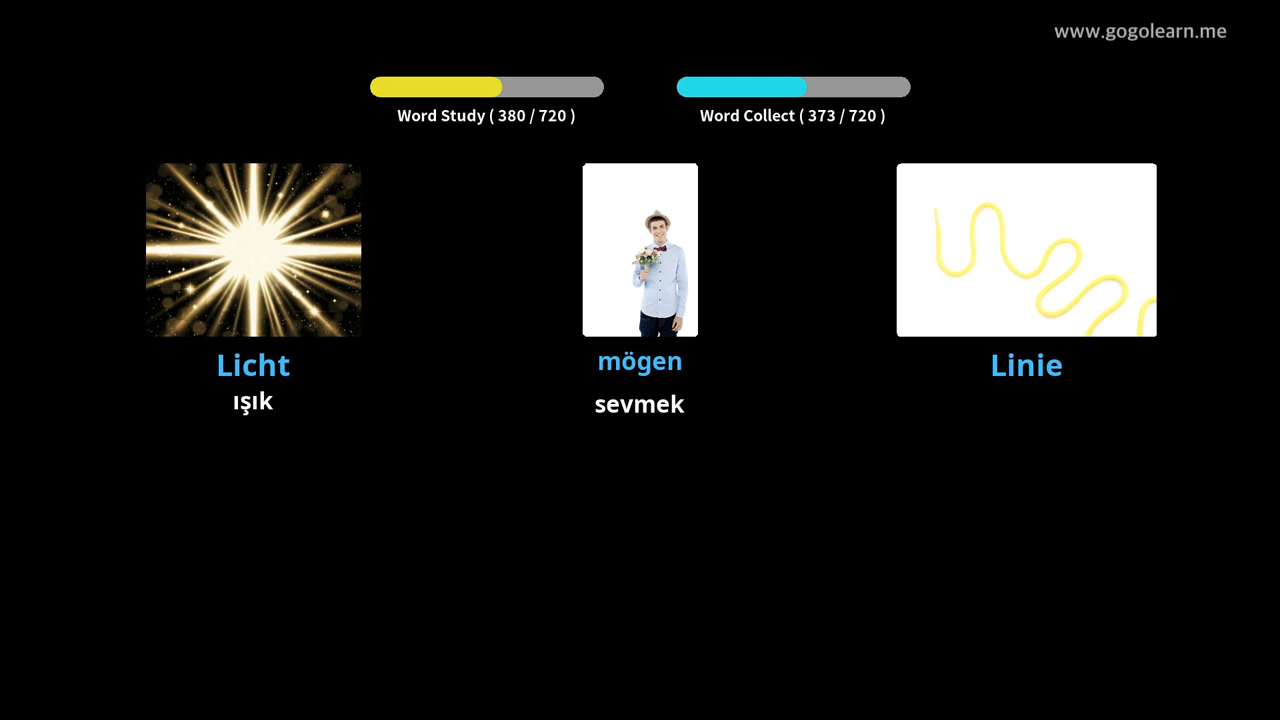 www.gogolearn.me
Word Study ( 380 / 720 )
Word Collect ( 373 / 720 )
Licht
ışık
mögen
sevmek
Linie